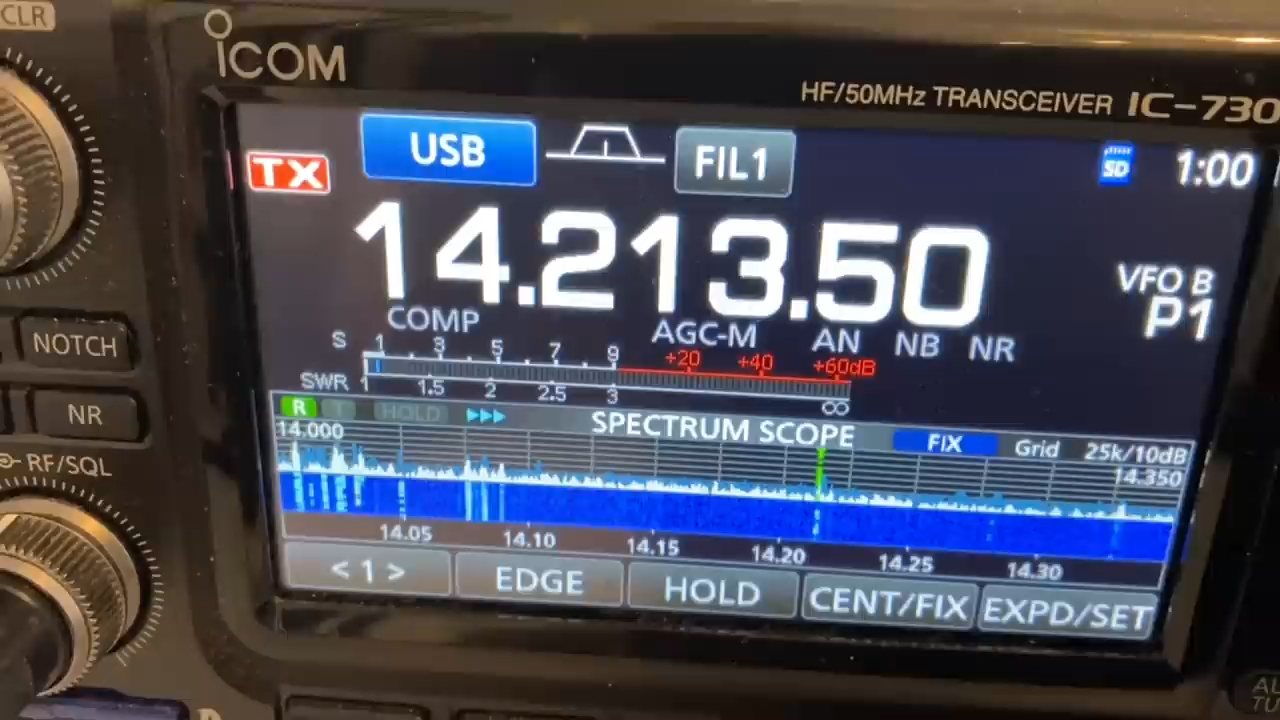 CLR
ICOM
HF/50MHz TRANSCEIVER IC-730
TX USB FIL1 SD 1:00
14.213.50
VFO B
P1
COMP AGC-M AN NB NR
S 1 3 5 7 9 +20 +40 +60dB
SWR 1 1.5 2 2.5 3 ∞
R T HOLD SPECTRUM SCOPE FIX Grid 25k/10dB
14.000 14.350
14.05 14.10 14.15 14.20 14.25 14.30
< 1 > EDGE HOLD CENT/FIX EXPD/SET
NOTCH
NR
RF/SQL